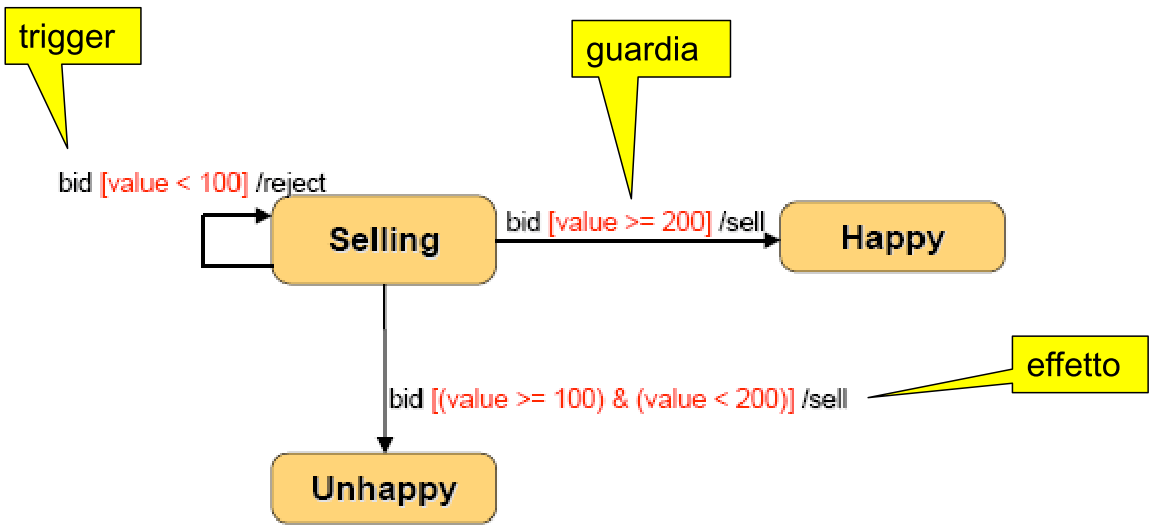 trigger
guardia
bid [value < 100] /reject
bid [value >= 200] /sell
Selling
Happy
effetto
bid [(value >= 100) & (value < 200)] /sell
Unhappy